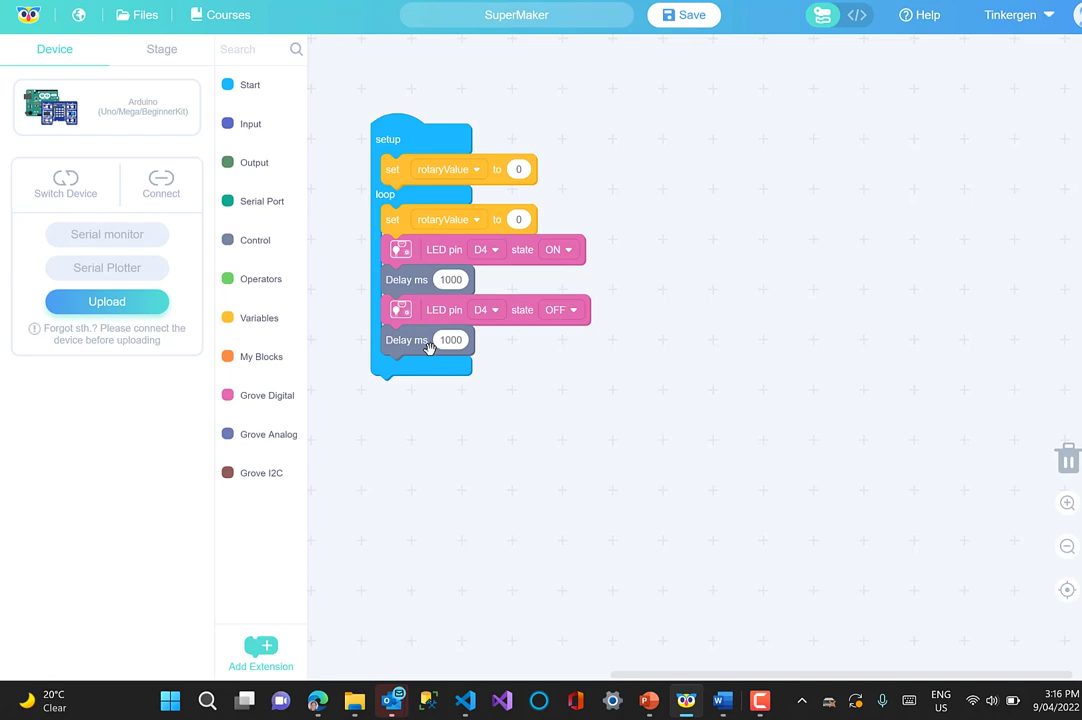 Files
Courses
SuperMaker
Save
</>
Help
Tinkergen
Device
Stage
Search
Arduino
(Uno/Mega/BeginnerKit)
Switch Device
Connect
Serial monitor
Serial Plotter
Upload
Forgot sth.? Please connect the
device before uploading
Start
Input
Output
Serial Port
Control
Operators
Variables
My Blocks
Grove Digital
Grove Analog
Grove I2C
Add Extension
setup
set rotaryValue to 0
loop
set rotaryValue to 0
LED pin D4 state ON
Delay ms 1000
LED pin D4 state OFF
Delay ms 1000
20°C
Clear
ENG
US
3:16 PM
9/04/2022